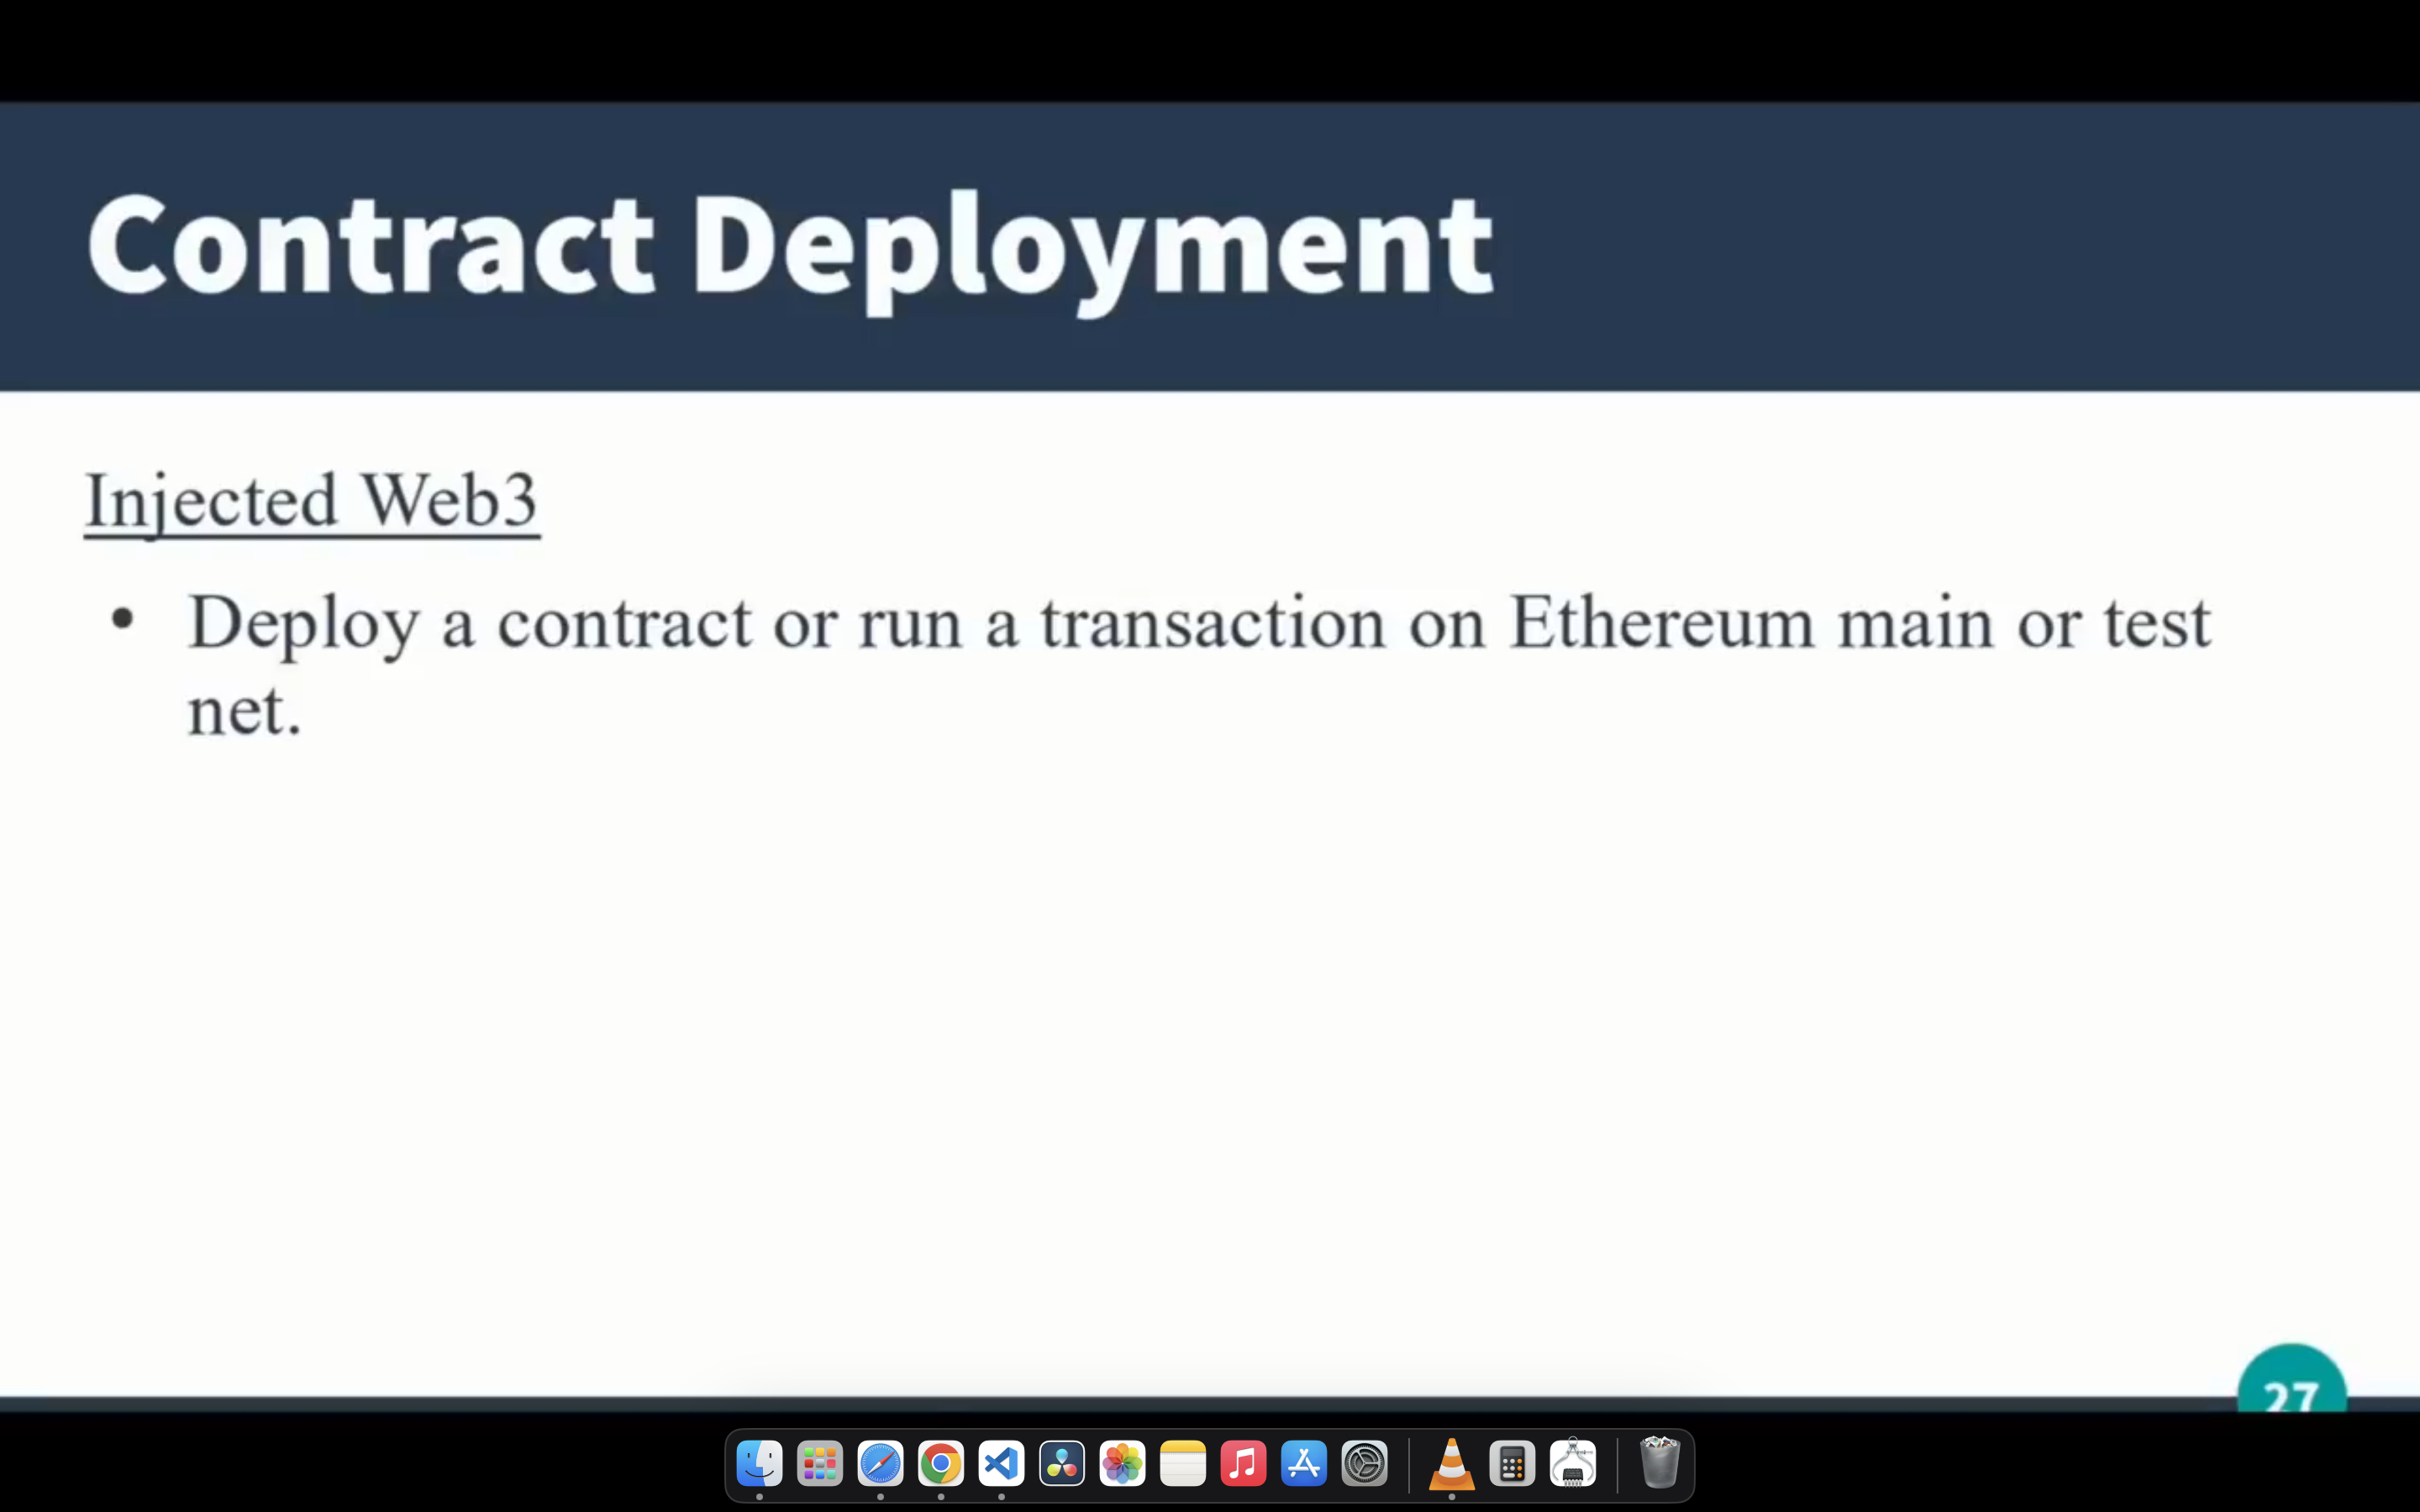 Contract Deployment
Injected Web3
• Deploy a contract or run a transaction on Ethereum main or test
net.
27